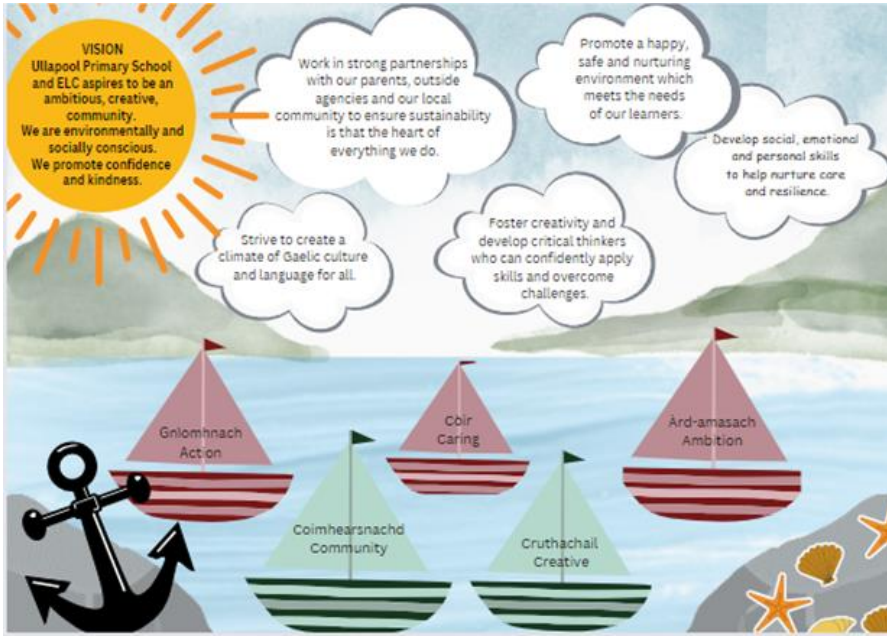 VISION
Ullapool Primary School
and ELC aspires to be an
ambitious, creative,
community.
We are environmentally and
socially conscious.
We promote confidence
and kindness.
Work in strong partnerships
with our parents, outside
agencies and our local
community to ensure sustainability
is that the heart of
everything we do.
Promote a happy,
safe and nurturing
environment which
meets the needs
of our learners.
Develop social, emotional
and personal skills
to help nurture care
and resilience.
Strive to create a
climate of Gaelic culture
and language for all.
Foster creativity and
develop critical thinkers
who can confidently apply
skills and overcome
challenges.
Gnìomhnach
Action
Còir
Caring
Àrd-amasach
Ambition
Coimhearsnachd
Community
Cruthachail
Creative